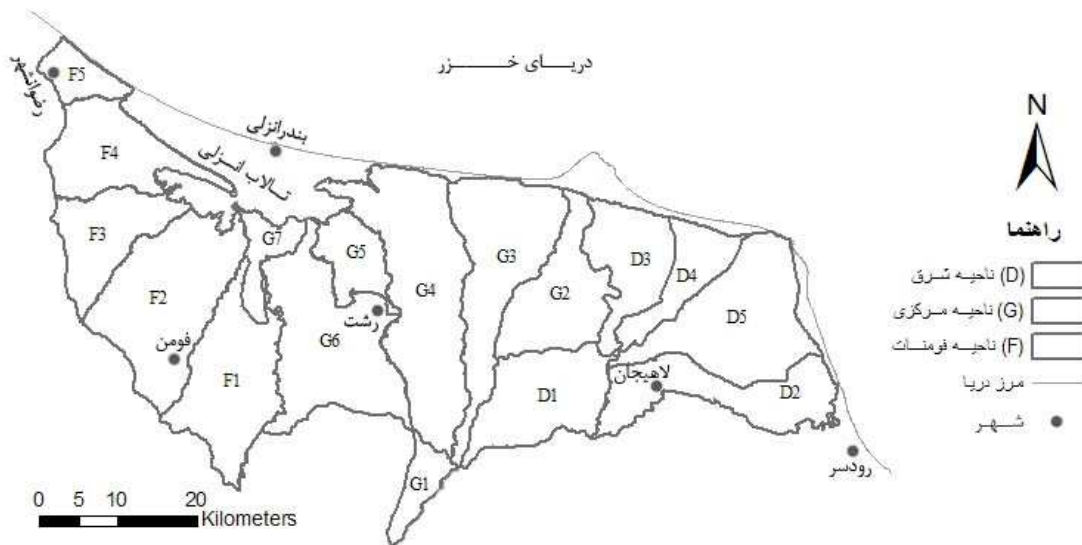 دریای خزر
رضوانشهر
F5
بندرانزلی
تالاب انزلی
F4
F3
F2
فومن
F1
G7
G5
رشت
G6
G4
G3
G2
G1
D3
D4
D5
D1
لاهیجان
D2
رودسر
N
راهنما
(D) ناحیه شرق
(G) ناحیه مرکزی
(F) ناحیه فومنات
مرز دریا
شهر
0 5 10 20
Kilometers